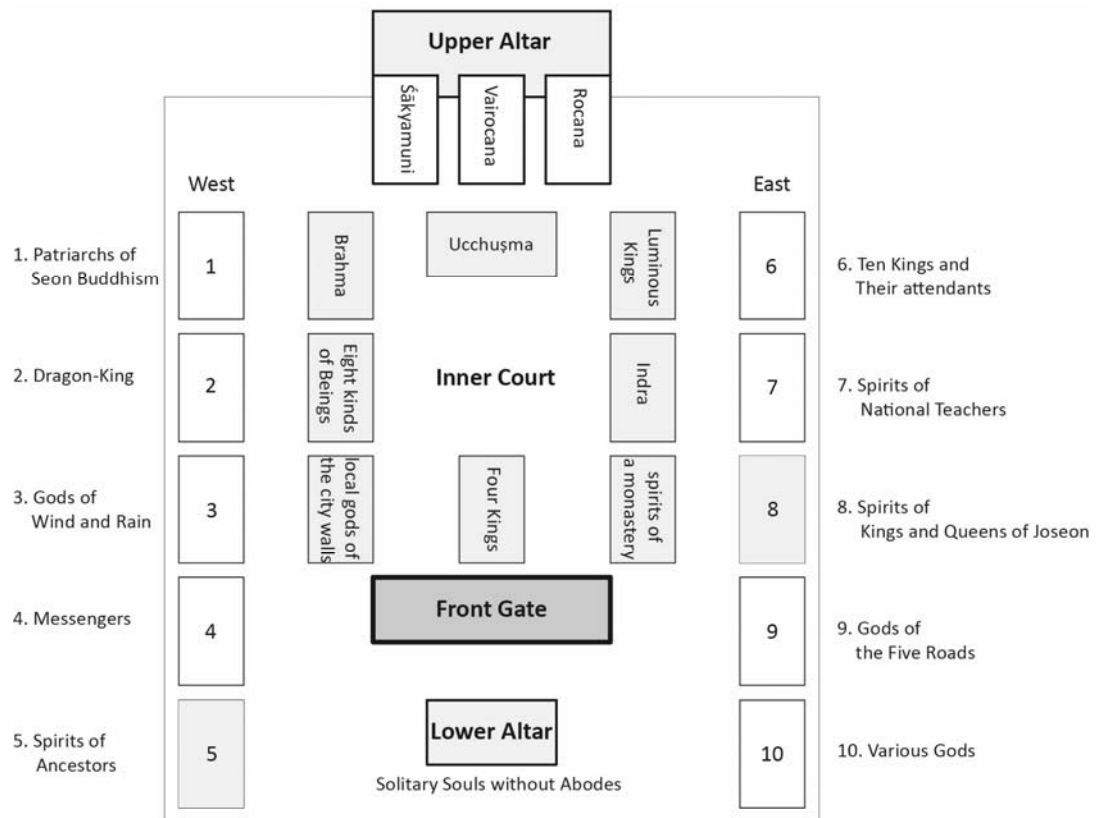 Upper Altar
Śākyamuni
Vairocana
Rocana
West
East
1. Patriarchs of
Seon Buddhism
1
Brahma
Ucchuṣma
Luminous
Kings
6
6. Ten Kings and
Their attendants
2. Dragon-King
2
Eight kinds
of Beings
Inner Court
Indra
7
7. Spirits of
National Teachers
3. Gods of
Wind and Rain
3
local gods of
the city walls
Four Kings
spirits of
a monastery
8
8. Spirits of
Kings and Queens of Joseon
4. Messengers
4
Front Gate
9
9. Gods of
the Five Roads
5. Spirits of
Ancestors
5
Lower Altar
Solitary Souls without Abodes
10
10. Various Gods